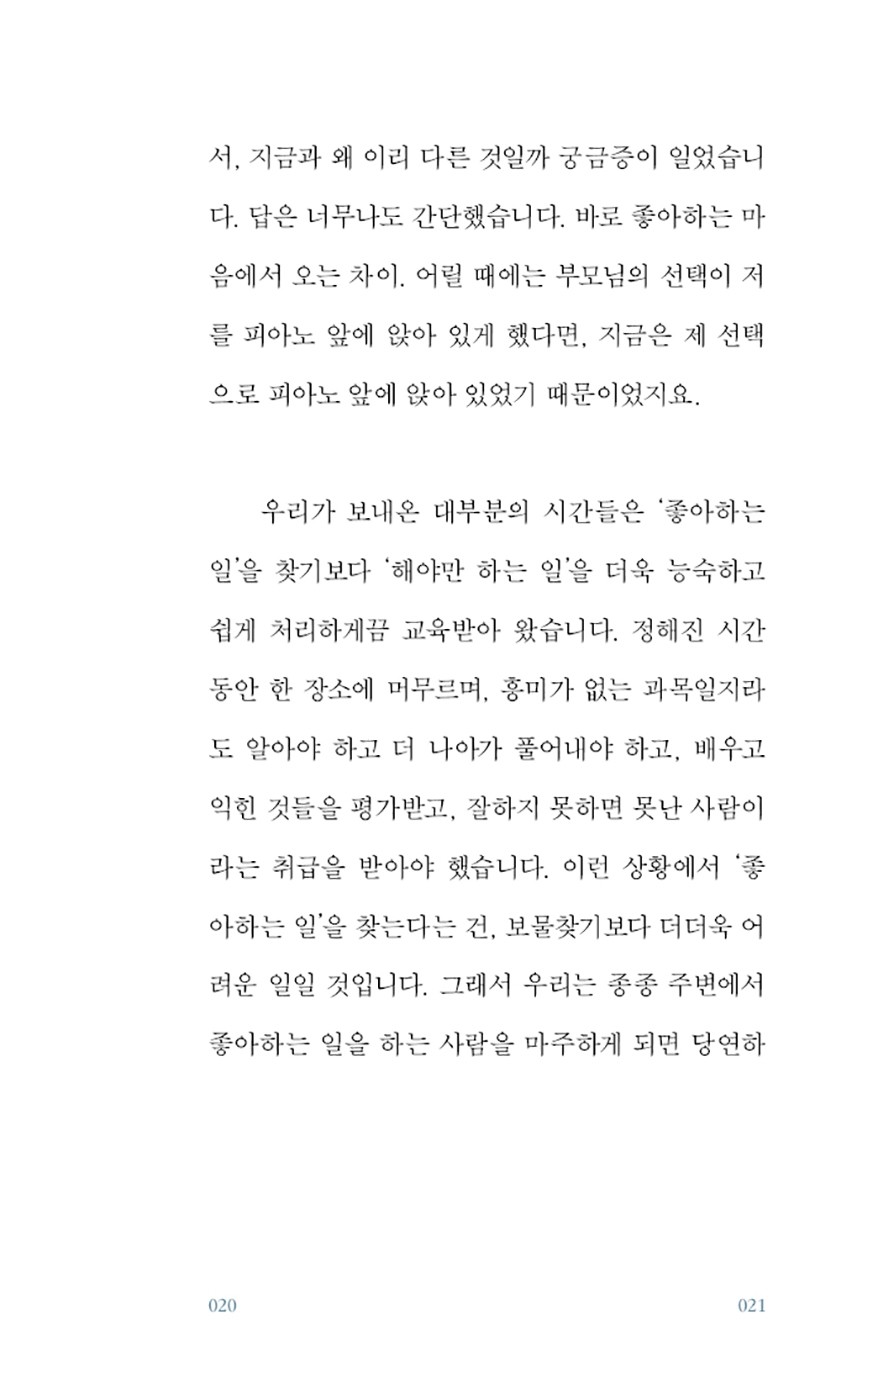 서, 지금과 왜 이리 다른 것일까 궁금증이 일었습니
다. 답은 너무나도 간단했습니다. 바로 좋아하는 마
음에서 오는 차이. 어릴 때에는 부모님의 선택이 저
를 피아노 앞에 앉아 있게 했다면, 지금은 제 선택
으로 피아노 앞에 앉아 있었기 때문이었지요.
우리가 보내온 대부분의 시간들은 ‘좋아하는
일’을 찾기보다 ‘해야만 하는 일’을 더욱 능숙하고
쉽게 처리하게끔 교육받아 왔습니다. 정해진 시간
동안 한 장소에 머무르며, 흥미가 없는 과목일지라
도 알아야 하고 더 나아가 풀어내야 하고, 배우고
익힌 것들을 평가받고, 잘하지 못하면 못난 사람이
라는 취급을 받아야 했습니다. 이런 상황에서 ‘좋
아하는 일’을 찾는다는 건, 보물찾기보다 더더욱 어
려운 일일 것입니다. 그래서 우리는 종종 주변에서
좋아하는 일을 하는 사람을 마주하게 되면 당연하
020 021